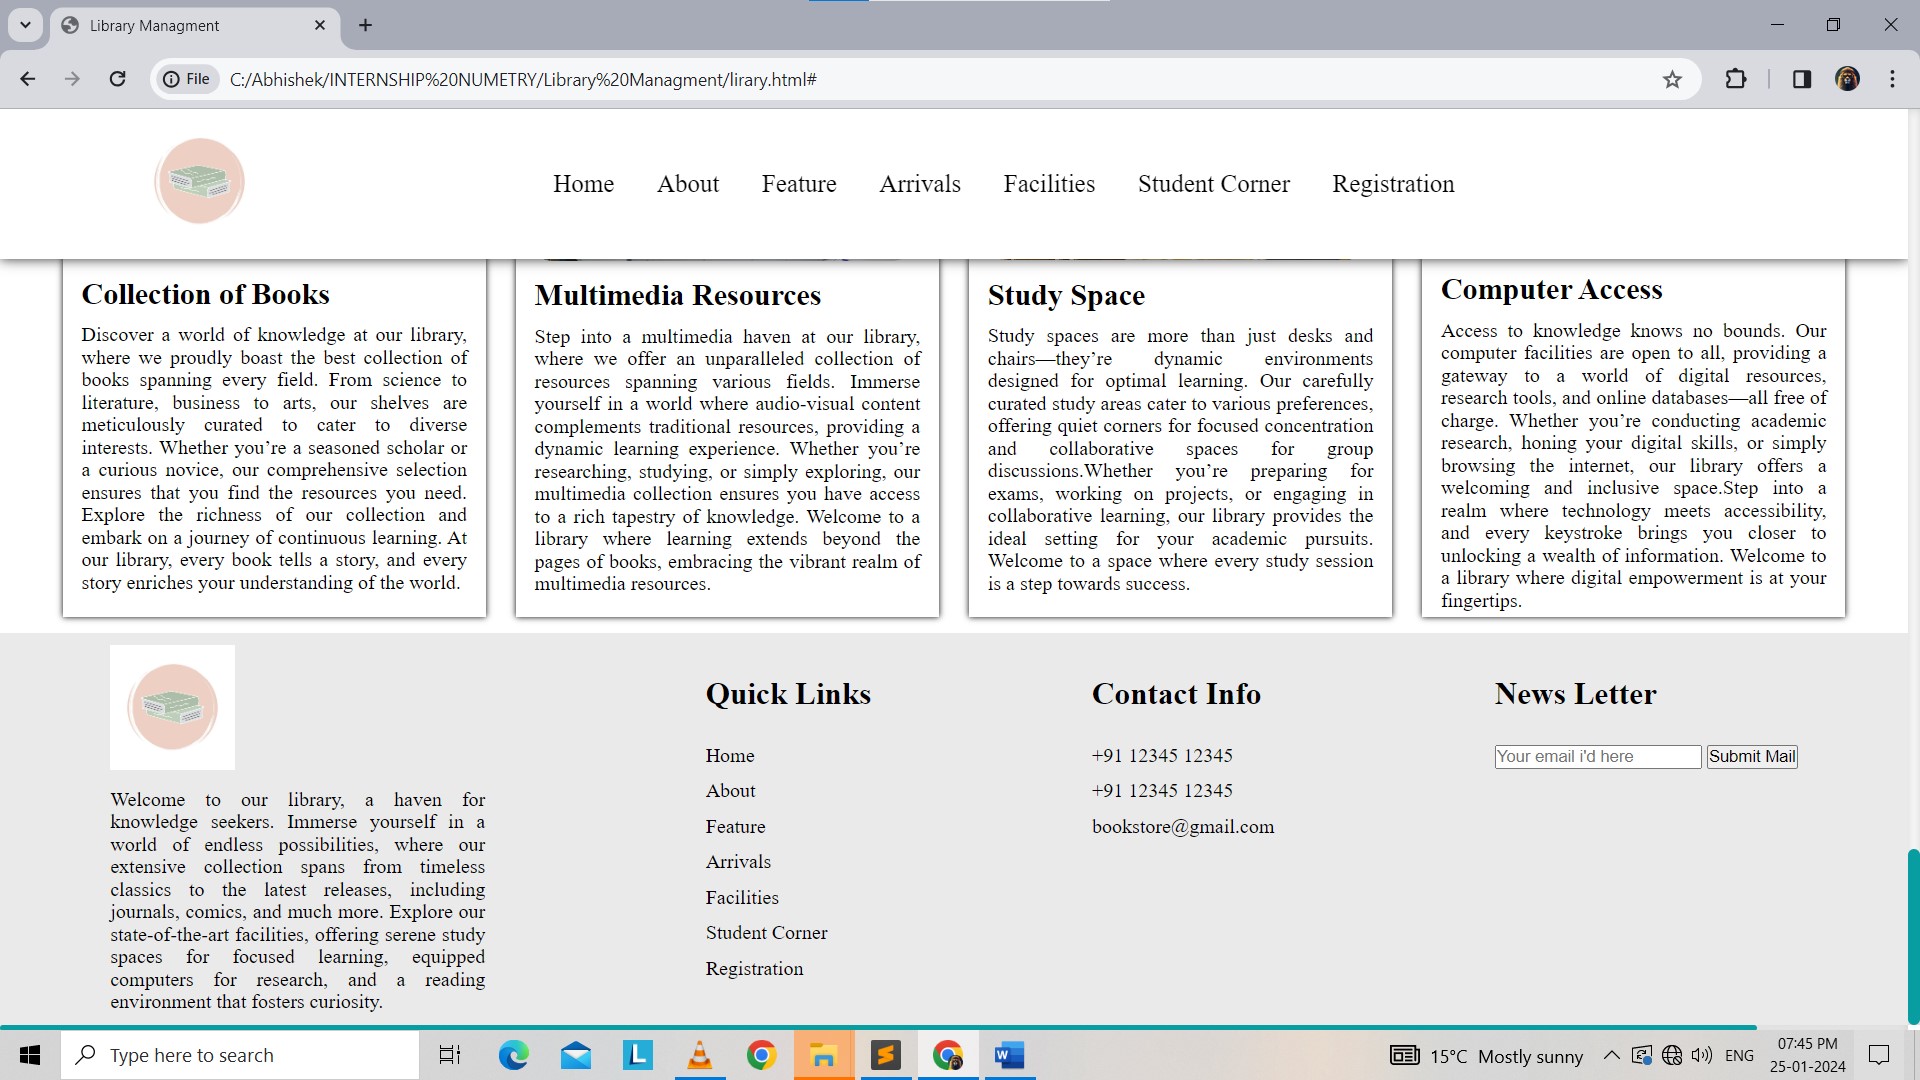 Library Managment
File
C:/Abhishek/INTERNSHIP%20NUMETRY/Library%20Managment/lirary.html#
Home About Feature Arrivals Facilities Student Corner Registration
Collection of Books
Discover a world of knowledge at our library,
where we proudly boast the best collection of
books spanning every field. From science to
literature, business to arts, our shelves are
meticulously curated to cater to diverse
interests. Whether you’re a seasoned scholar or
a curious novice, our comprehensive selection
ensures that you find the resources you need.
Explore the richness of our collection and
embark on a journey of continuous learning. At
our library, every book tells a story, and every
story enriches your understanding of the world.
Multimedia Resources
Step into a multimedia haven at our library,
where we offer an unparalleled collection of
resources spanning various fields. Immerse
yourself in a world where audio-visual content
complements traditional resources, providing a
dynamic learning experience. Whether you’re
researching, studying, or simply exploring, our
multimedia collection ensures you have access
to a rich tapestry of knowledge. Welcome to a
library where learning extends beyond the
pages of books, embracing the vibrant realm of
multimedia resources.
Study Space
Study spaces are more than just desks and
chairs—they’re dynamic environments
designed for optimal learning. Our carefully
curated study areas cater to various preferences,
offering quiet corners for focused concentration
and collaborative spaces for group
discussions.Whether you’re preparing for
exams, working on projects, or engaging in
collaborative learning, our library provides the
ideal setting for your academic pursuits.
Welcome to a space where every study session
is a step towards success.
Computer Access
Access to knowledge knows no bounds. Our
computer facilities are open to all, providing a
gateway to a world of digital resources,
research tools, and online databases—all free of
charge. Whether you’re conducting academic
research, honing your digital skills, or simply
browsing the internet, our library offers a
welcoming and inclusive space.Step into a
realm where technology meets accessibility,
and every keystroke brings you closer to
unlocking a wealth of information. Welcome to
a library where digital empowerment is at your
fingertips.
Welcome to our library, a haven for
knowledge seekers. Immerse yourself in a
world of endless possibilities, where our
extensive collection spans from timeless
classics to the latest releases, including
journals, comics, and much more. Explore our
state-of-the-art facilities, offering serene study
spaces for focused learning, equipped
computers for research, and a reading
environment that fosters curiosity.
Quick Links
Home
About
Feature
Arrivals
Facilities
Student Corner
Registration
Contact Info
+91 12345 12345
+91 12345 12345
bookstore@gmail.com
News Letter
Your email i'd here Submit Mail
Type here to search
L
S
W
15°C Mostly sunny
ENG
07:45 PM
25-01-2024